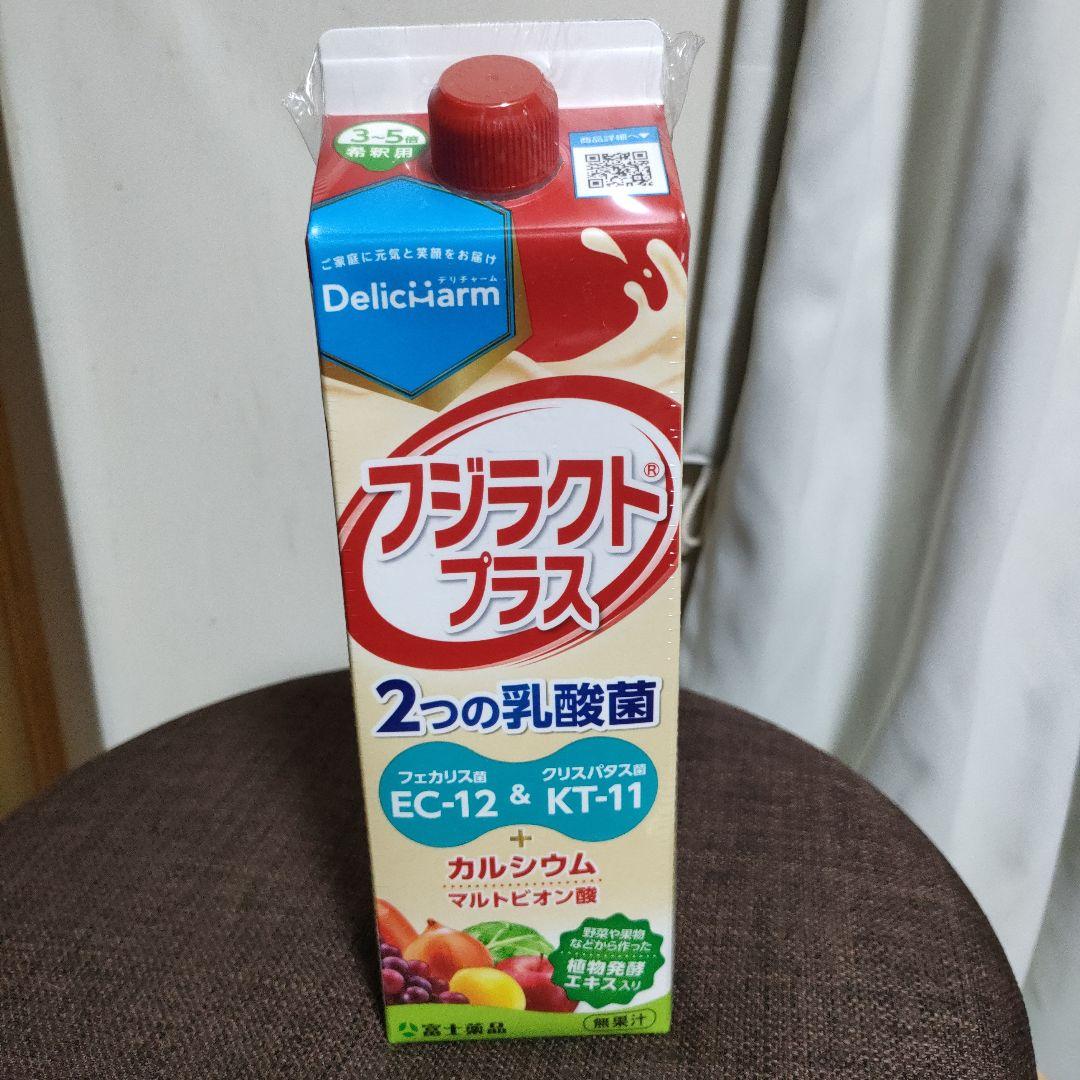 3~5倍
希釈用
商品詳細へ▼
ご家庭に元気と笑顔をお届け
デリチャーム
DeliCHarm
フジラクト®
プラス
2つの乳酸菌
フェカリス菌
EC-12
&
クリスパタス菌
KT-11
+
カルシウム
マルトビオン酸
野菜や果物
などから作った
植物発酵
エキス入り
富士薬品
無果汁